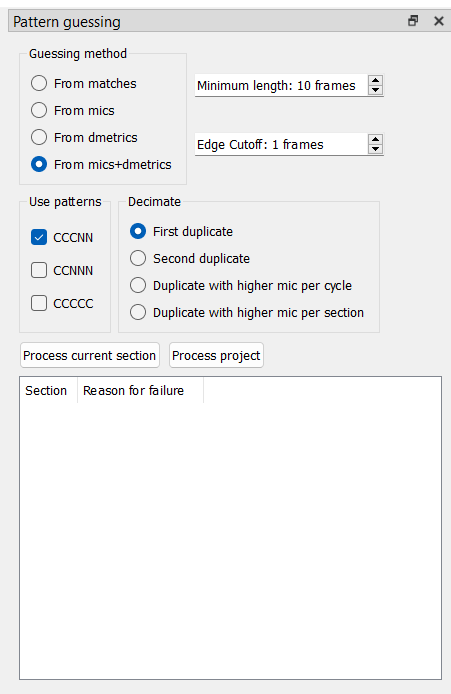 Pattern guessing
Guessing method
From matches
From mics
From dmetrics
From mics+dmetrics
Minimum length: 10 frames
Edge Cutoff: 1 frames
Use patterns
CCCNN
CCNNN
CCCCC
Decimate
First duplicate
Second duplicate
Duplicate with higher mic per cycle
Duplicate with higher mic per section
Process current section
Process project
Section
Reason for failure